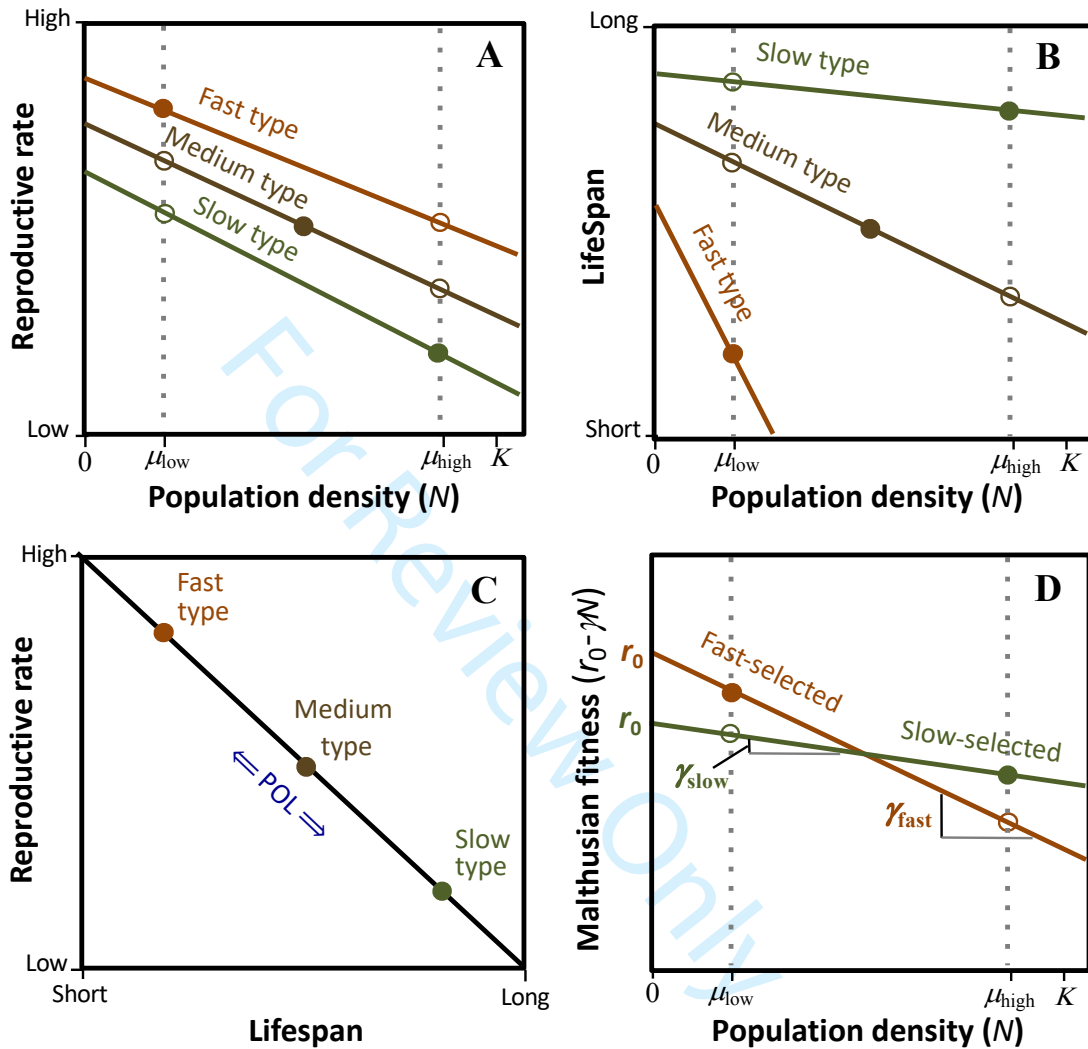 A
High
Reproductive rate
Low
Fast type
Medium type
Slow type
0
μlow
μhigh
K
Population density (N)
B
Long
LifeSpan
Short
Slow type
Medium type
Fast type
0
μlow
μhigh
K
Population density (N)
C
High
Reproductive rate
Low
Fast
type
Medium
type
⇐ POL ⇒
Slow
type
Short
Long
Lifespan
D
Malthusian fitness (r0-γN)
r0
r0
Fast-selected
Slow-selected
γslow
γfast
0
μlow
μhigh
K
Population density (N)
For Review Only